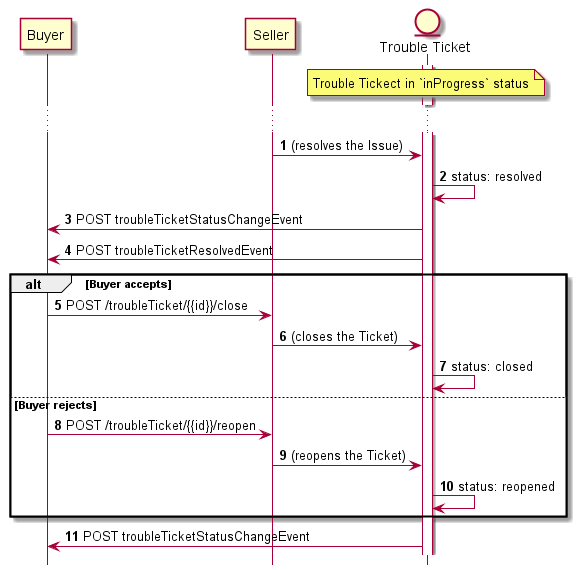 Buyer
Seller
Trouble Ticket
Trouble Tickect in `inProgress` status
1 (resolves the Issue)
2 status: resolved
3 POST troubleTicketStatusChangeEvent
4 POST troubleTicketResolvedEvent
alt [Buyer accepts]
5 POST /troubleTicket/{{id}}/close
6 (closes the Ticket)
7 status: closed
[Buyer rejects]
8 POST /troubleTicket/{{id}}/reopen
9 (reopens the Ticket)
10 status: reopened
11 POST troubleTicketStatusChangeEvent